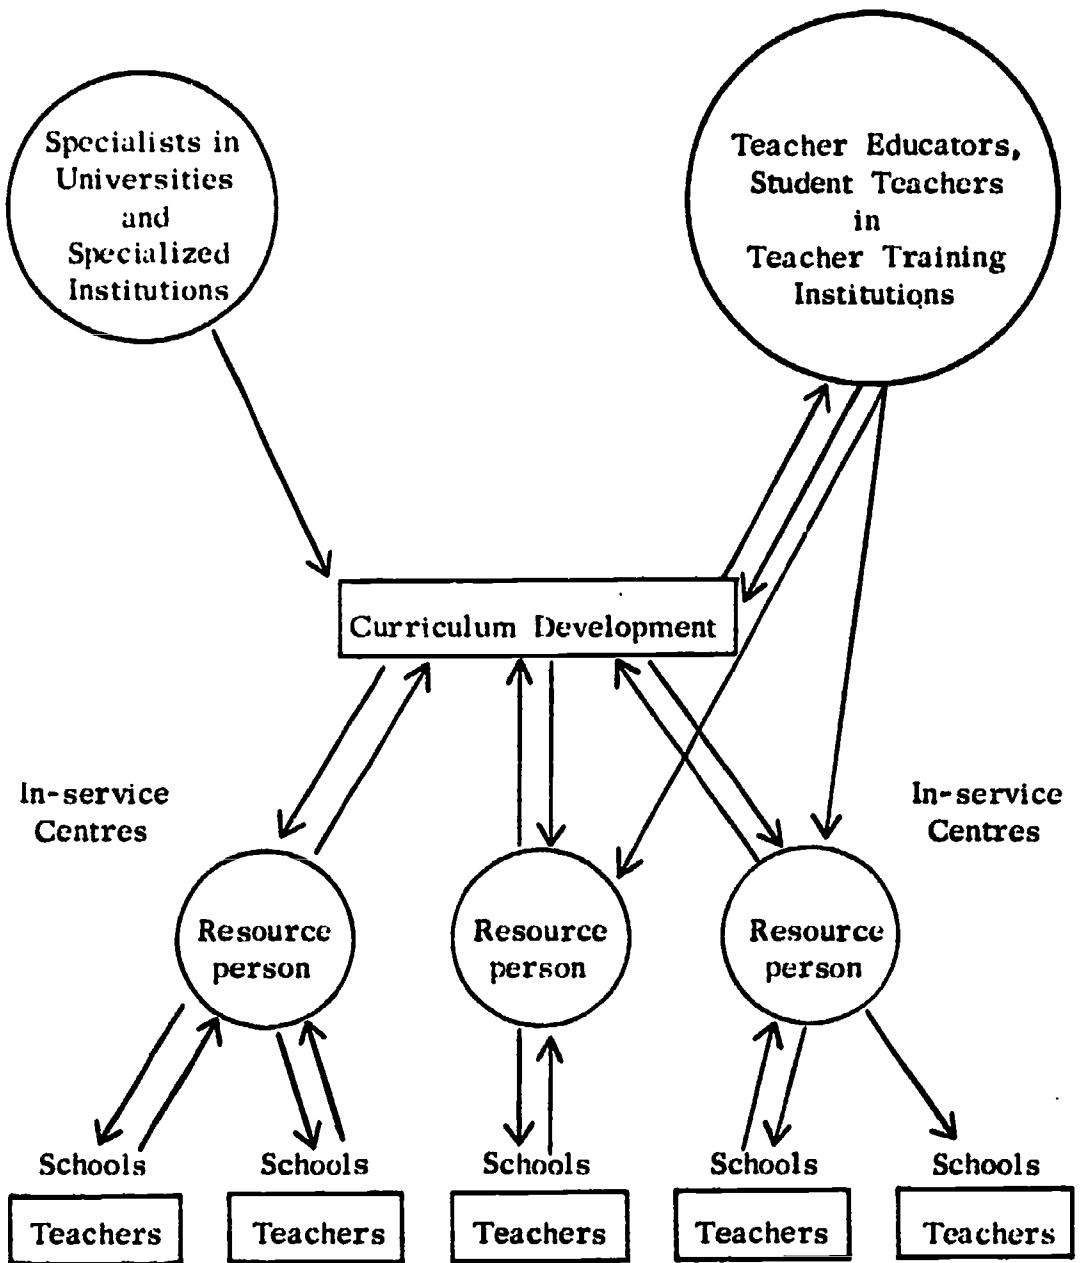 Specialists in
Universities
and
Specialized
Institutions
Teacher Educators,
Student Teachers
in
Teacher Training
Institutions
Curriculum Development
In-service
Centres
In-service
Centres
Resource
person
Resource
person
Resource
person
Schools
Schools
Schools
Schools
Schools
Teachers
Teachers
Teachers
Teachers
Teachers